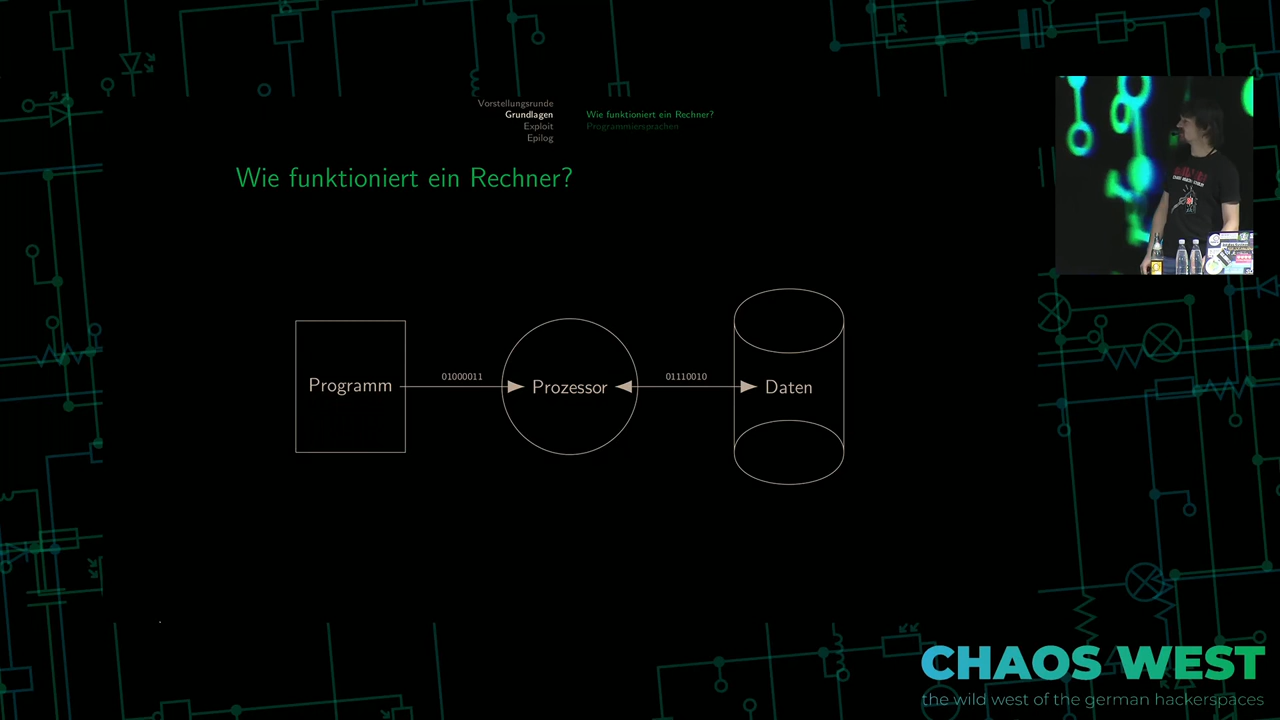 Vorstellungsrunde
Grundlagen
Exploit
Epilog
Wie funktioniert ein Rechner?
Programmiersprachen
Wie funktioniert ein Rechner?
Programm
01000011
Prozessor
01110010
Daten
CHAOS WEST
the wild west of the german hackerspaces